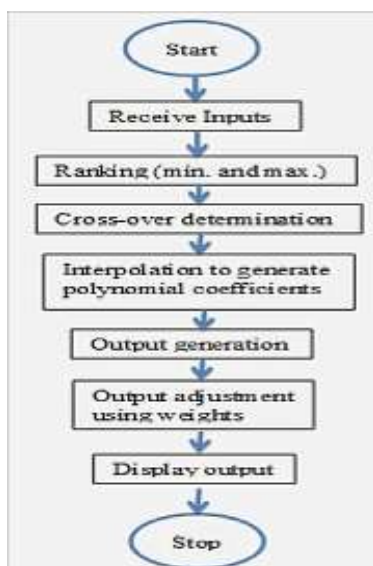 Start
Receive Inputs
Ranking (min. and max.)
Cross-over determination
Interpolation to generate
polynomial coefficients
Output generation
Output adjustment
using weights
Display output
Stop